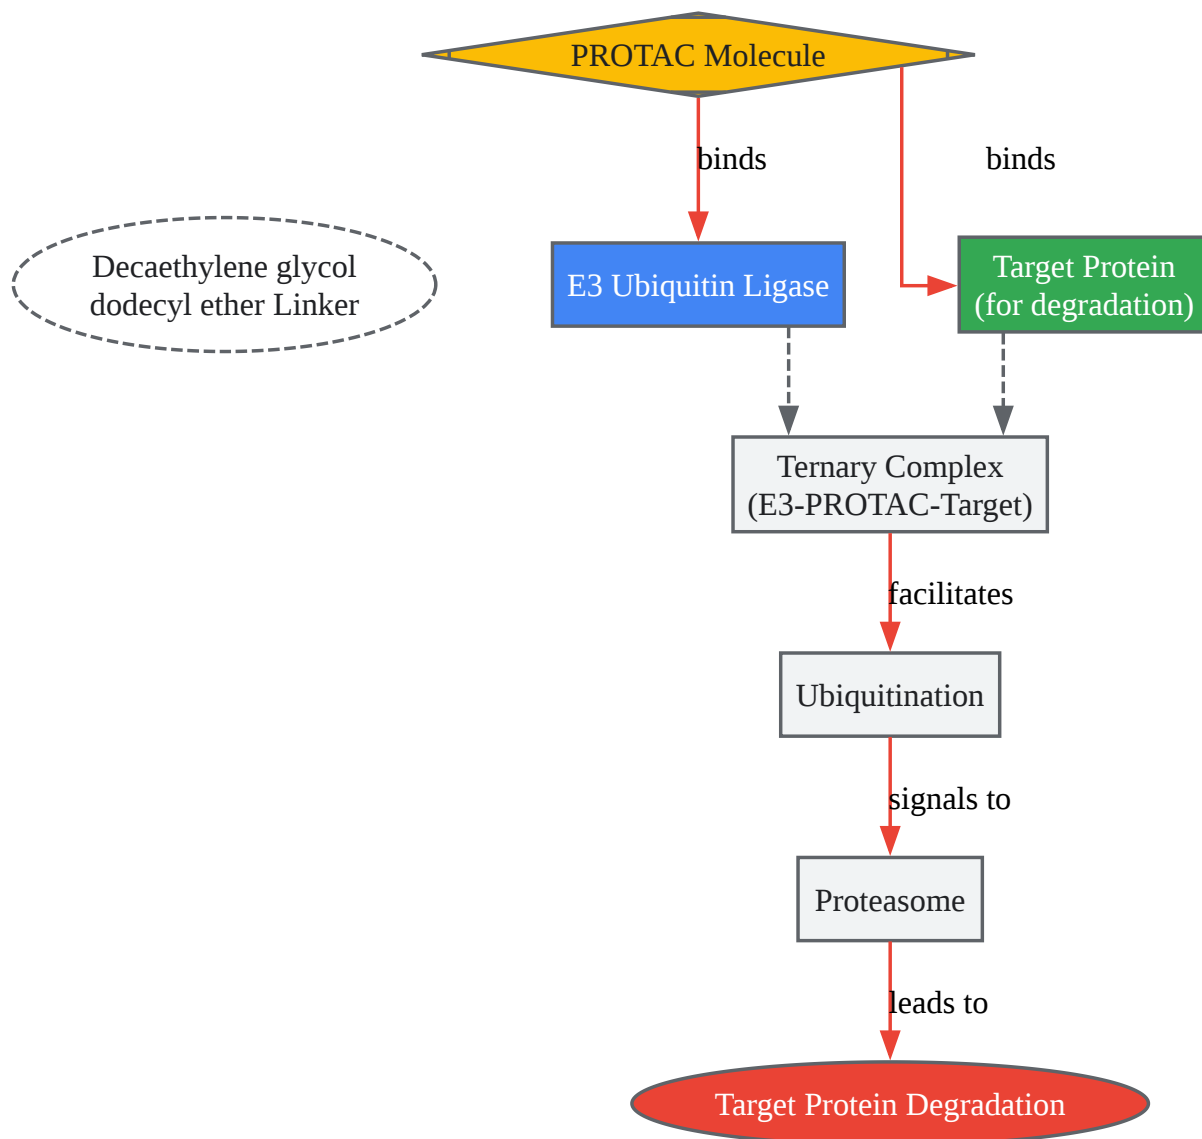 PROTAC Molecule
binds
binds
Decaethylene glycol
dodecyl ether Linker
E3 Ubiquitin Ligase
Target Protein
(for degradation)
Ternary Complex
(E3-PROTAC-Target)
facilitates
Ubiquitination
signals to
Proteasome
leads to
Target Protein Degradation